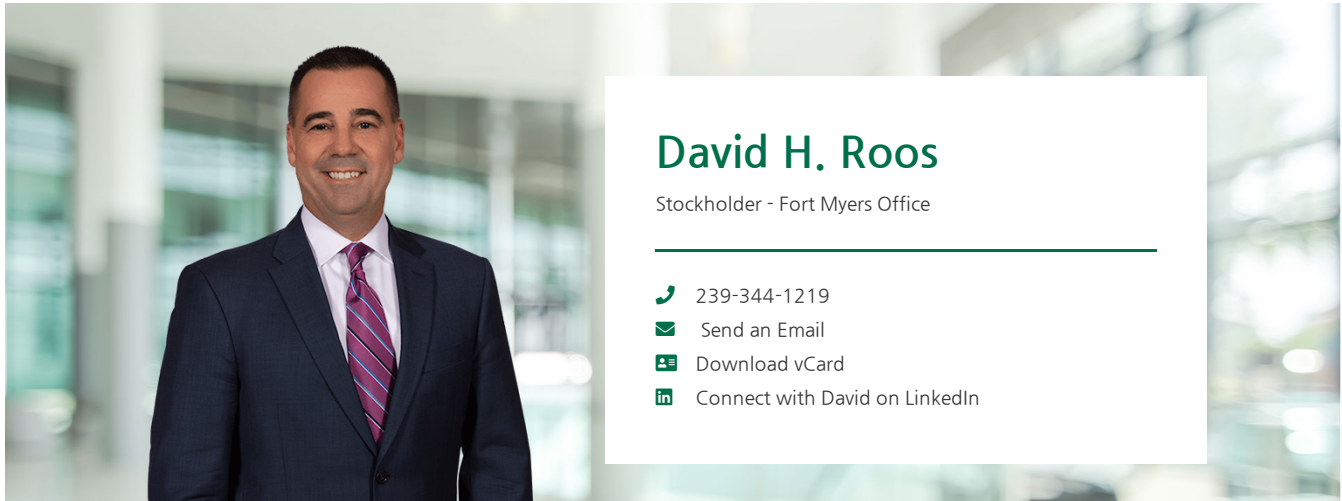 David H. Roos
Stockholder - Fort Myers Office
239-344-1219
Send an Email
Download vCard
Connect with David on LinkedIn